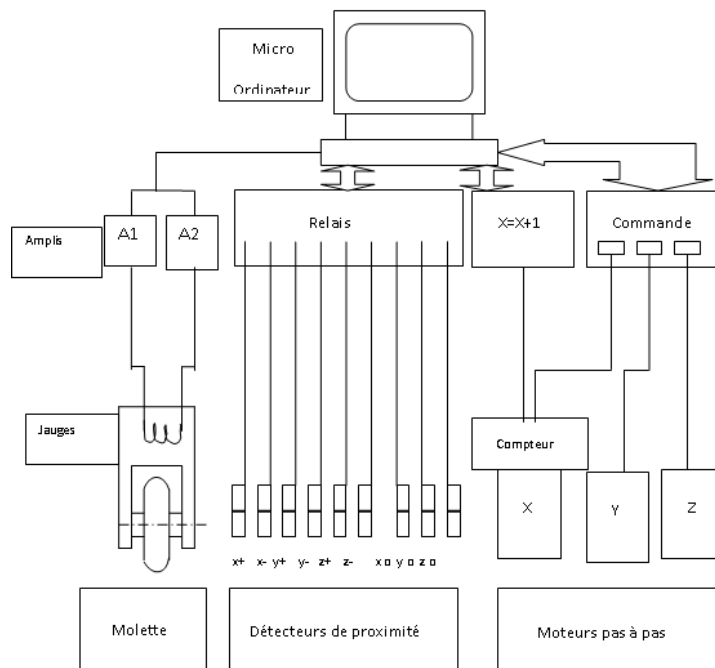 Micro
Ordinateur
Amplis
A1
A2
Relais
X=X+1
Commande
Jauges
Compteur
X
Y
Z
x+ x- y+ y- z+ z- x o y o z o
Molette
Détecteurs de proximité
Moteurs pas à pas